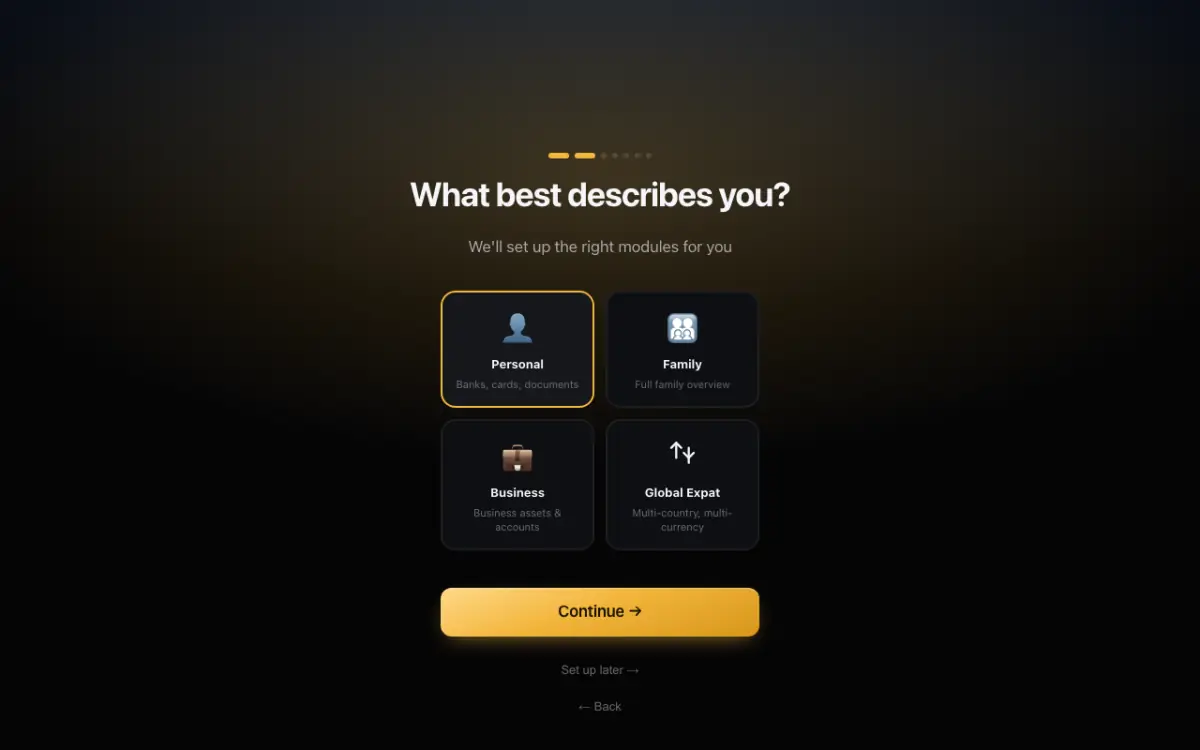 What best describes you?
We'll set up the right modules for you
Personal
Banks, cards, documents
Family
Full family overview
Business
Business assets &
accounts
Global Expat
Multi-country, multi-
currency
Continue →
Set up later →
← Back